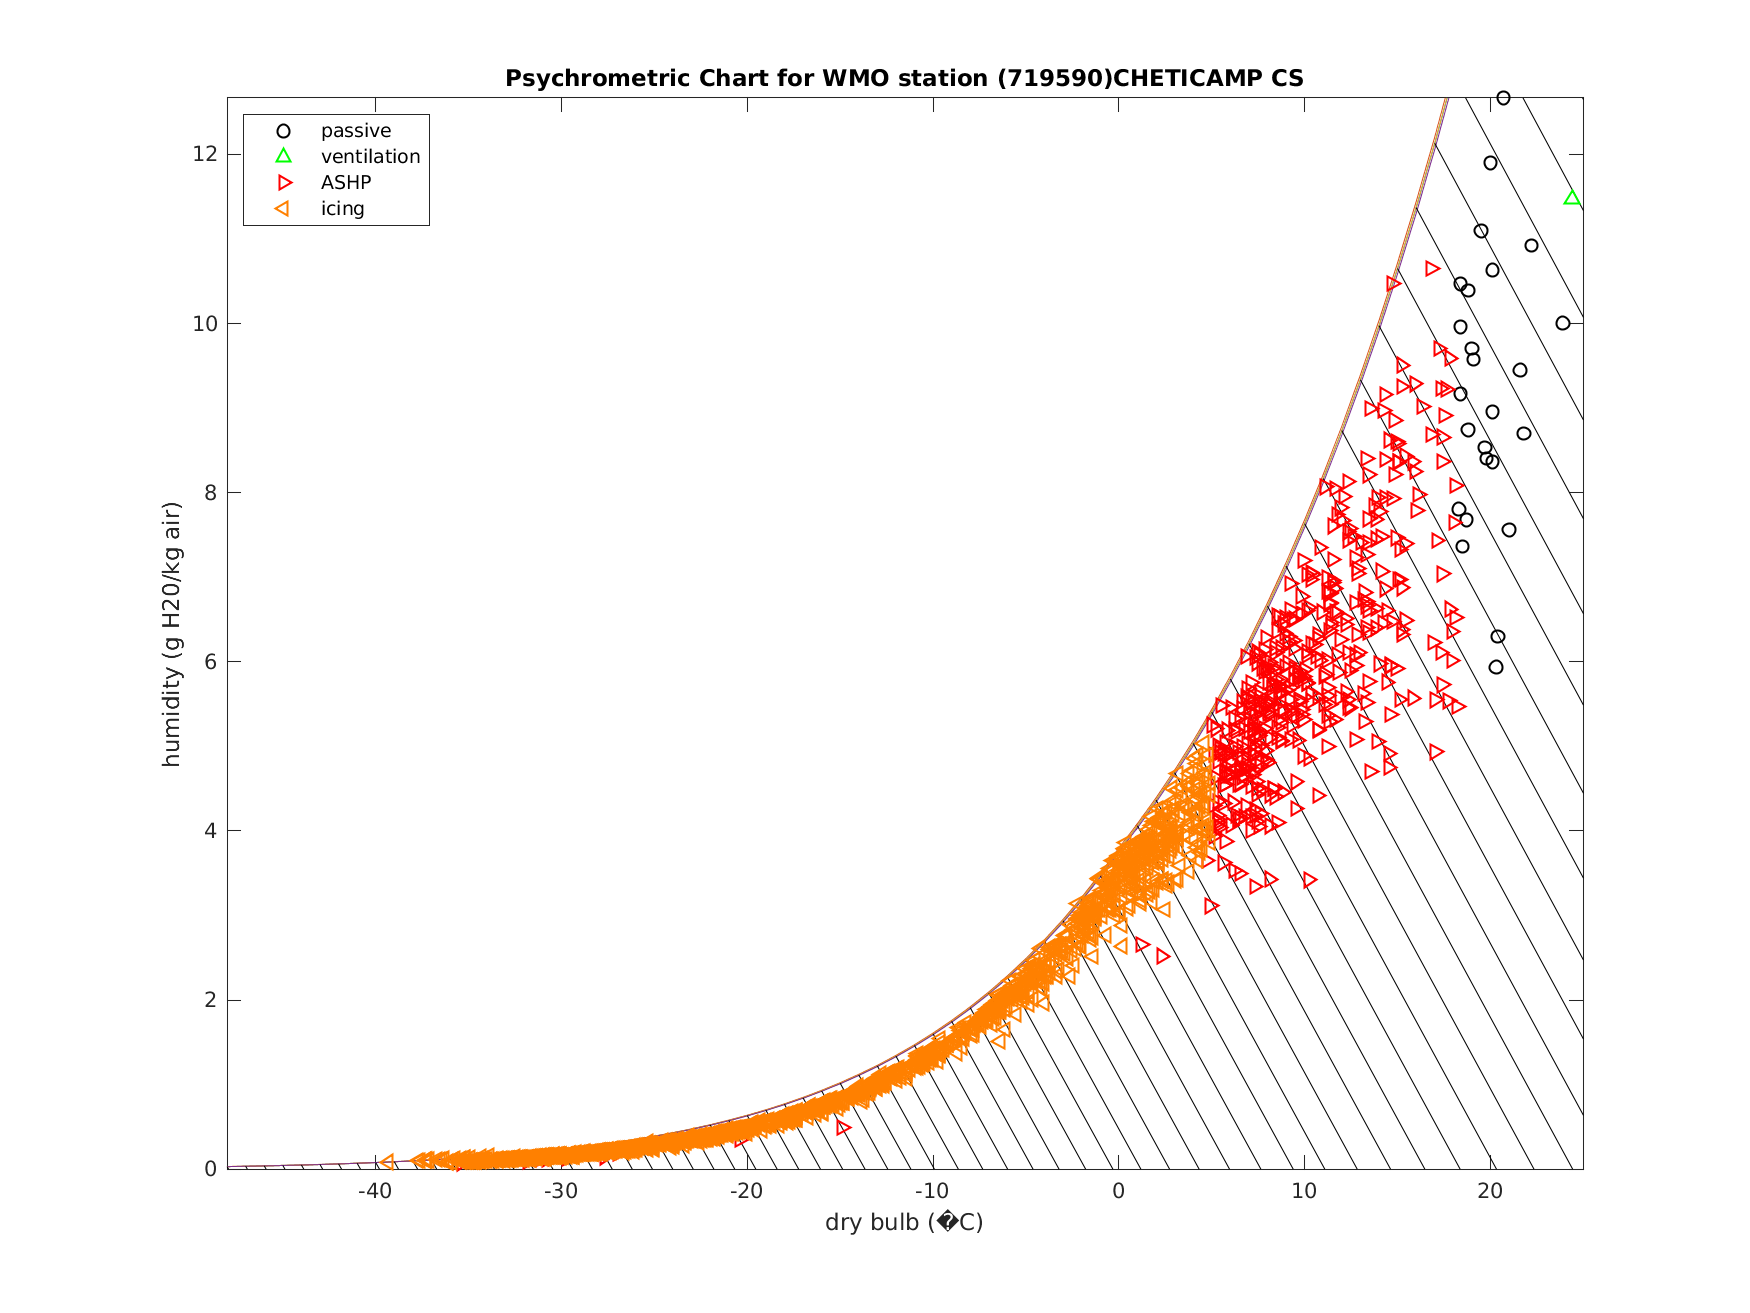 Psychrometric Chart for WMO station (719590)CHETICAMP CS
passive
ventilation
ASHP
icing
humidity (g H20/kg air)
12
10
8
6
4
2
0
-40 -30 -20 -10 0 10 20
dry bulb (�C)